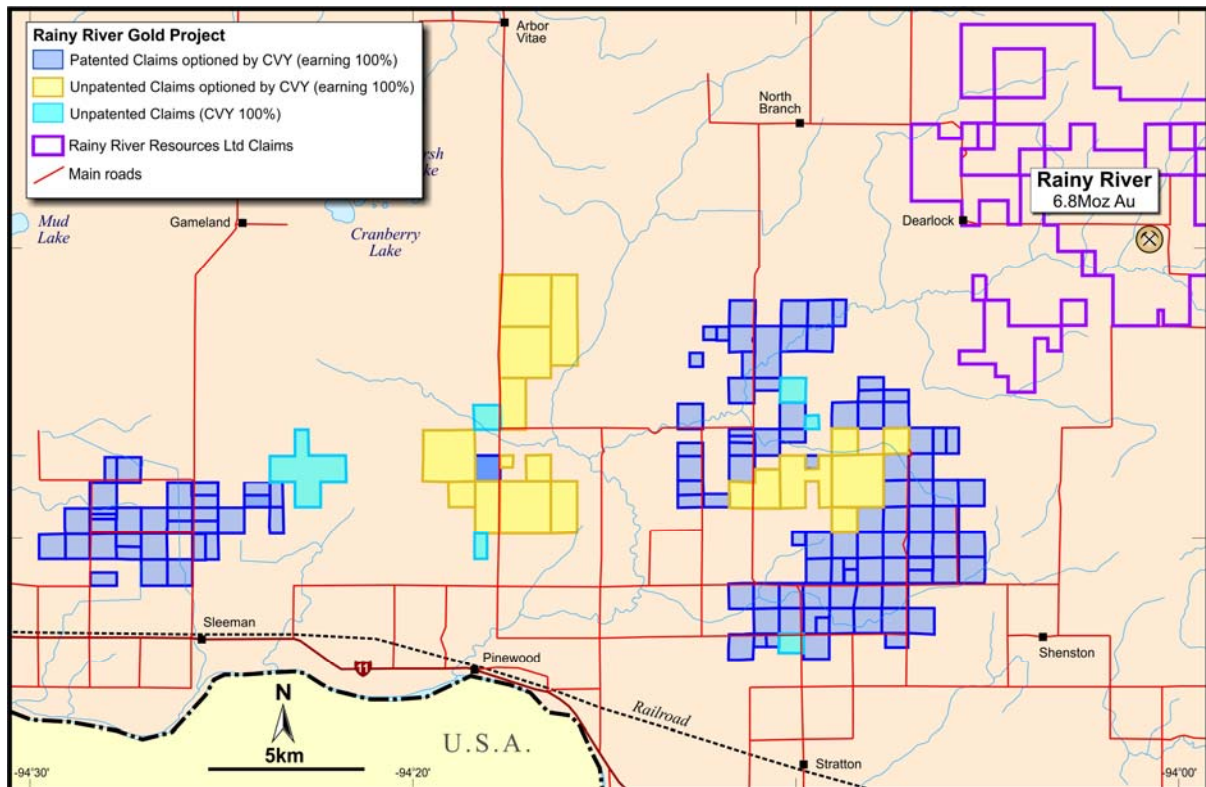 Rainy River Gold Project
Patented Claims optioned by CVY (earning 100%)
Unpatented Claims optioned by CVY (earning 100%)
Unpatented Claims (CVY 100%)
Rainy River Resources Ltd Claims
Main roads
Arbor
Vitae
North
Branch
Rainy River
6.8Moz Au
Mud
Lake
Gameland
Cranberry
Lake
Dearlock
Sleeman
Pinewood
11
Shenston
Railroad
Stratton
N
5km
U.S.A.
-94°30'
-94°20'
-94°00'